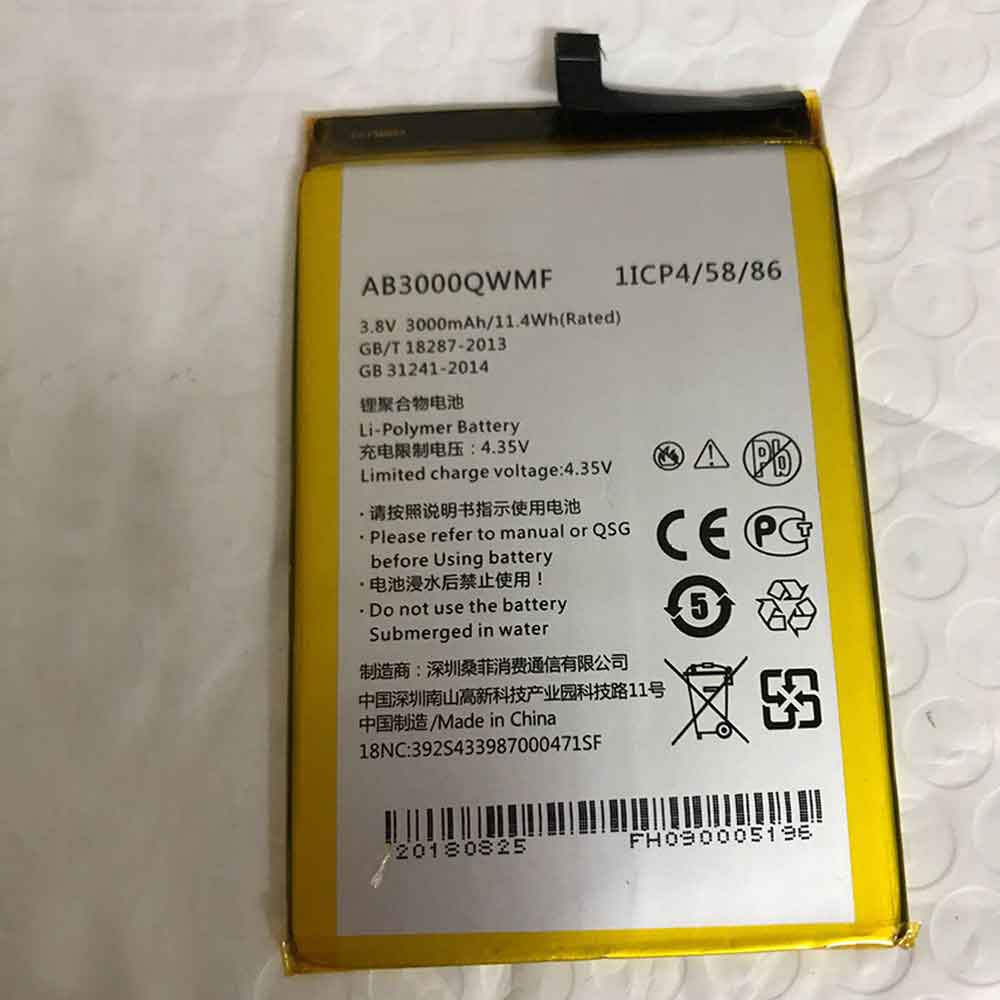 AB3000QWMF 1ICP4/58/86
3.8V 3000mAh/11.4Wh(Rated)
GB/T 18287-2013
GB 31241-2014
锂聚合物电池
Li-Polymer Battery
充电限制电压：4.35V
Limited charge voltage:4.35V
Pb
·请按照说明书指示使用电池
·Please refer to manual or QSG
before Using battery
CE PCT
·电池浸水后禁止使用！
·Do not use the battery
Submerged in water
5
制造商：深圳桑菲消费通信有限公司
中国深圳南山高新科技产业园科技路11号
中国制造/Made in China
18NC:392S433987000471SF
20180825 FH090005196